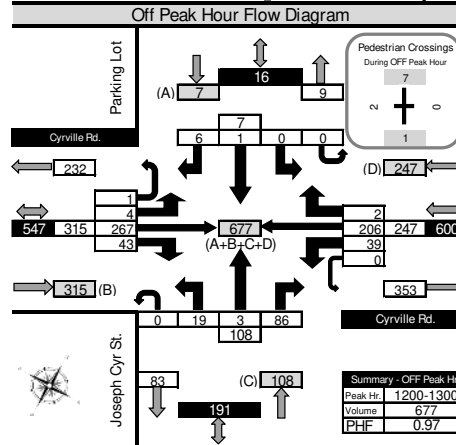 Off Peak Hour Flow Diagram
Parking Lot
Pedestrian Crossings
During OFF Peak Hour
7
2
0
1
16
(A) 7 9
7
6 1 0 0
Cyrville Rd.
232
(D) 247
1
4
547 315 267
43
677
(A+B+C+D)
2
206 247 600
39
0
315 (B)
353
0 19 3 86
108
Cyrville Rd.
Joseph Cyr St.
83
(C) 108
191
Summary - OFF Peak Hr
Peak Hr. 1200-1300
Volume 677
PHF 0.97